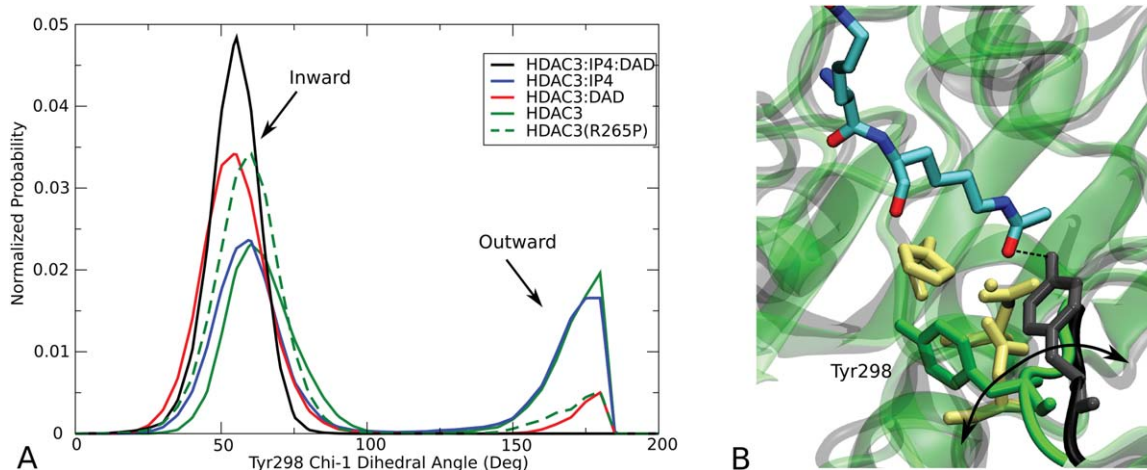 0.05
0.04
0.03
0.02
0.01
0
Normalized Probability
Inward
Outward
HDAC3:IP4:DAD
HDAC3:IP4
HDAC3:DAD
HDAC3
HDAC3(R265P)
0
50
100
150
200
Tyr298 Chi-1 Dihedral Angle (Deg)
A
Tyr298
B